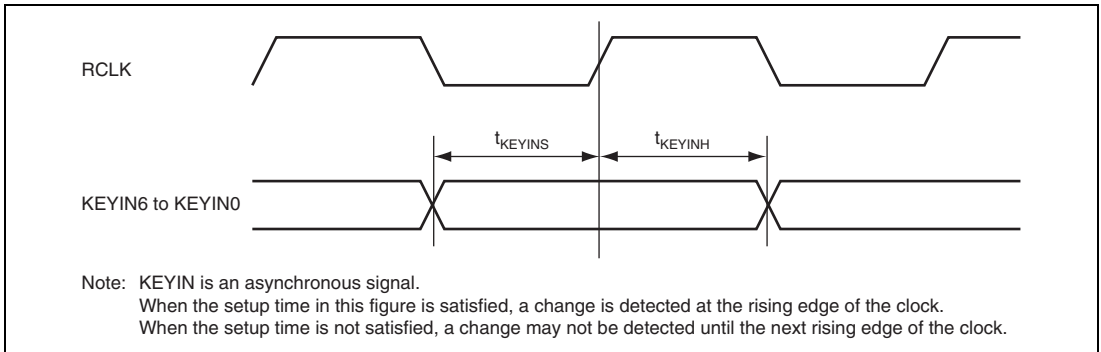 RCLK
tKEYINS
tKEYINH
KEYIN6 to KEYIN0
Note: KEYIN is an asynchronous signal.
When the setup time in this figure is satisfied, a change is detected at the rising edge of the clock.
When the setup time is not satisfied, a change may not be detected until the next rising edge of the clock.